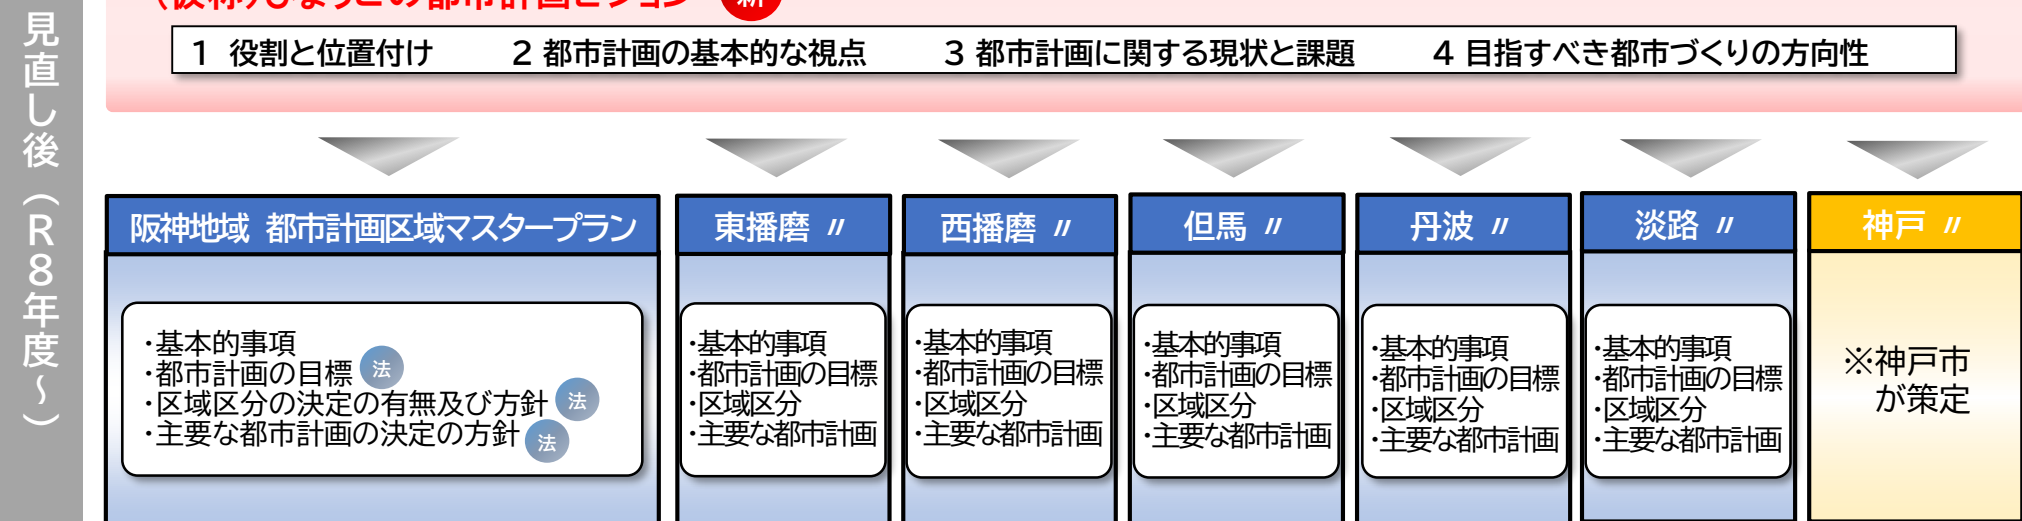 見直し後（R8年度～）
(仮称)ひょうごの都市計画ビジョン 新
1 役割と位置付け 2 都市計画の基本的な視点 3 都市計画に関する現状と課題 4 目指すべき都市づくりの方向性
阪神地域 都市計画区域マスタープラン
・基本的事項
・都市計画の目標 法
・区域区分の決定の有無及び方針 法
・主要な都市計画の決定の方針 法
東播磨 〃
・基本的事項
・都市計画の目標
・区域区分
・主要な都市計画
西播磨 〃
・基本的事項
・都市計画の目標
・区域区分
・主要な都市計画
但馬 〃
・基本的事項
・都市計画の目標
・区域区分
・主要な都市計画
丹波 〃
・基本的事項
・都市計画の目標
・区域区分
・主要な都市計画
淡路 〃
・基本的事項
・都市計画の目標
・区域区分
・主要な都市計画
神戸 〃
※神戸市
が策定